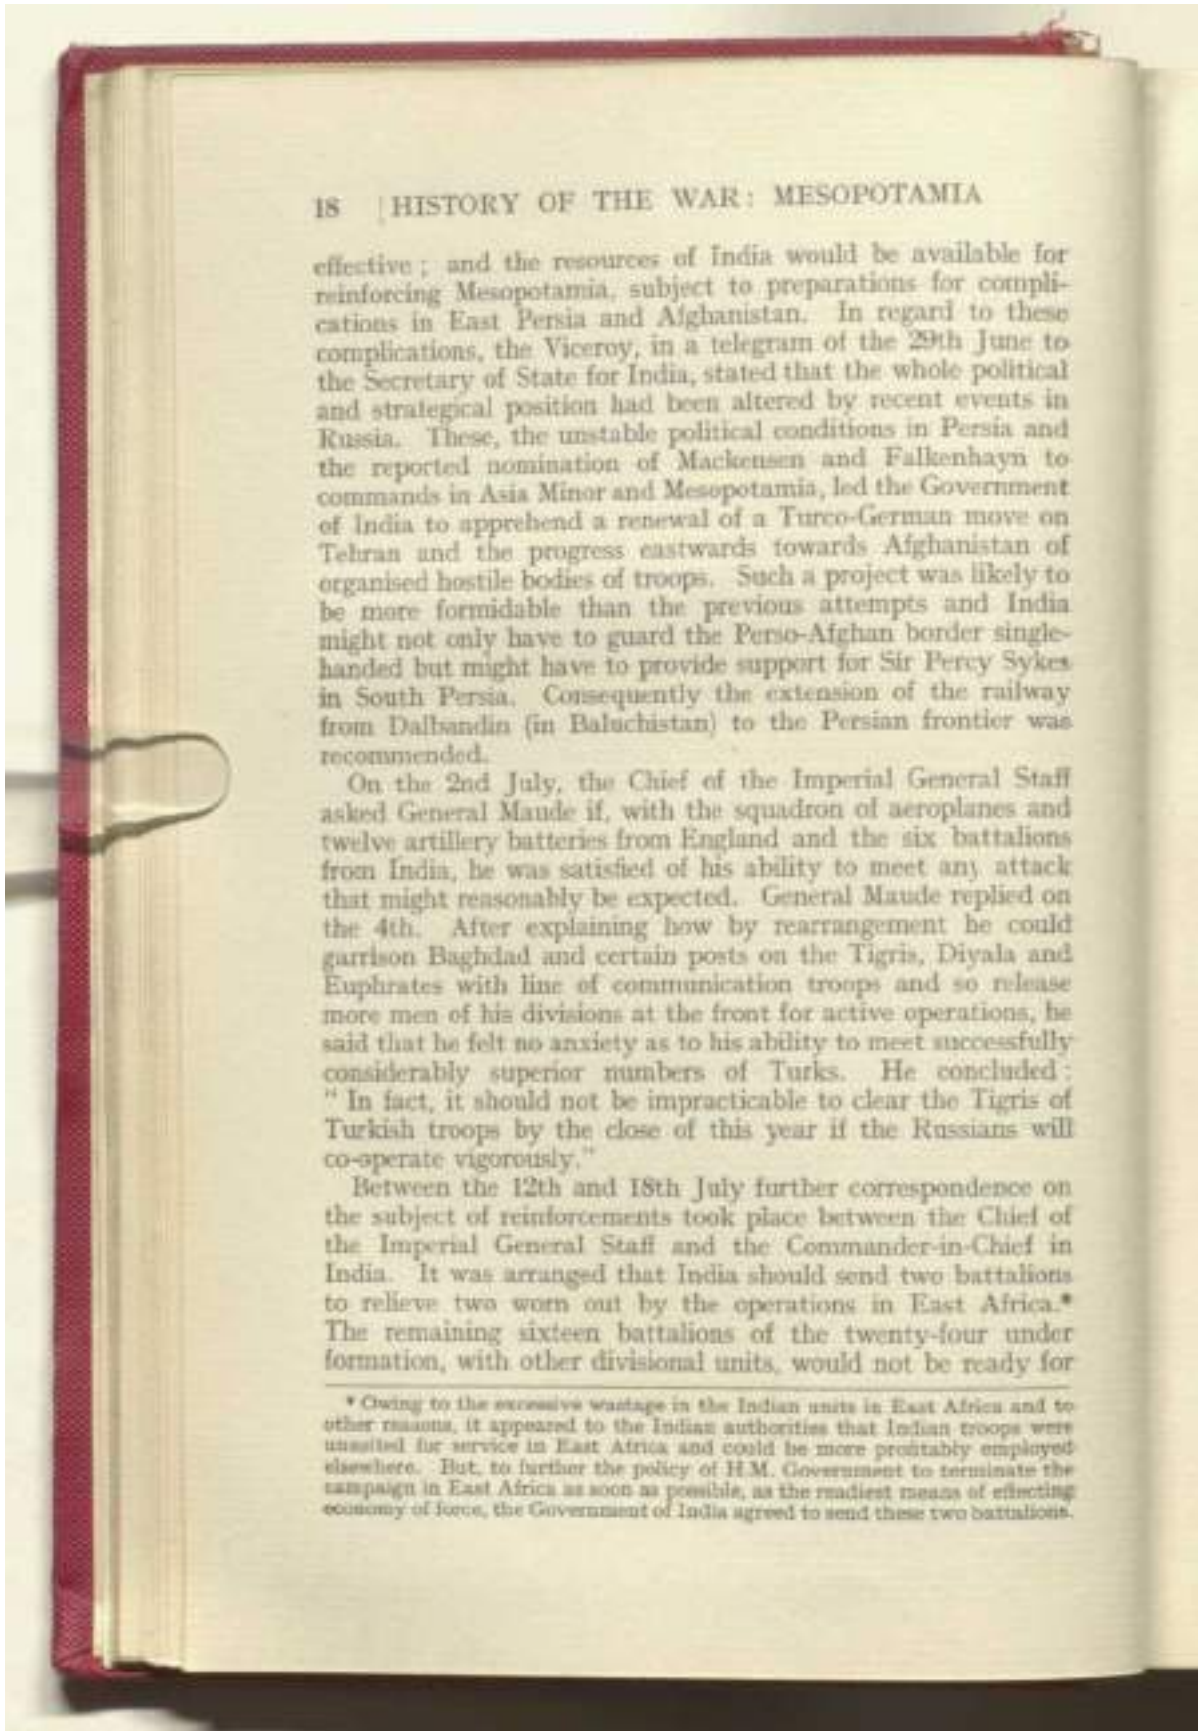 18 HISTORY OF THE WAR: MESOPOTAMIA
effective; and the resources of India would be available for
reinforcing Mesopotamia, subject to preparations for compli-
cations in East Persia and Afghanistan. In regard to these
complications, the Viceroy, in a telegram of the 29th June to
the Secretary of State for India, stated that the whole political
and strategical position had been altered by recent events in
Russia. These, the unstable political conditions in Persia and
the reported nomination of Mackensen and Falkenhayn to
commands in Asia Minor and Mesopotamia, led the Government
of India to apprehend a renewal of a Turco-German move on
Tehran and the progress eastwards towards Afghanistan of
organised hostile bodies of troops. Such a project was likely to
be more formidable than the previous attempts and India
might not only have to guard the Perso-Afghan border single-
handed but might have to provide support for Sir Percy Sykes
in South Persia. Consequently the extension of the railway
from Dalbandin (in Baluchistan) to the Persian frontier was
recommended.
On the 2nd July, the Chief of the Imperial General Staff
asked General Maude if, with the squadron of aeroplanes and
twelve artillery batteries from England and the six battalions
from India, he was satisfied of his ability to meet any attack
that might reasonably be expected. General Maude replied on
the 4th. After explaining how by rearrangement he could
garrison Baghdad and certain posts on the Tigris, Diyala and
Euphrates with line of communication troops and so release
more men of his divisions at the front for active operations, he
said that he felt no anxiety as to his ability to meet successfully
considerably superior numbers of Turks. He concluded:
"In fact, it should not be impracticable to clear the Tigris of
Turkish troops by the close of this year if the Russians will
co-operate vigorously."
Between the 12th and 18th July further correspondence on
the subject of reinforcements took place between the Chief of
the Imperial General Staff and the Commander-in-Chief in
India. It was arranged that India should send two battalions
to relieve two worn out by the operations in East Africa.*
The remaining sixteen battalions of the twenty-four under
formation, with other divisional units, would not be ready for
* Owing to the excessive wastage in the Indian units in East Africa and to
other reasons, it appeared to the Indian authorities that Indian troops were
unsuited for service in East Africa and could be more profitably employed
elsewhere. But, to further the policy of H.M. Government to terminate the
campaign in East Africa as soon as possible, as the readiest means of effecting
economy of force, the Government of India agreed to send these two battalions.